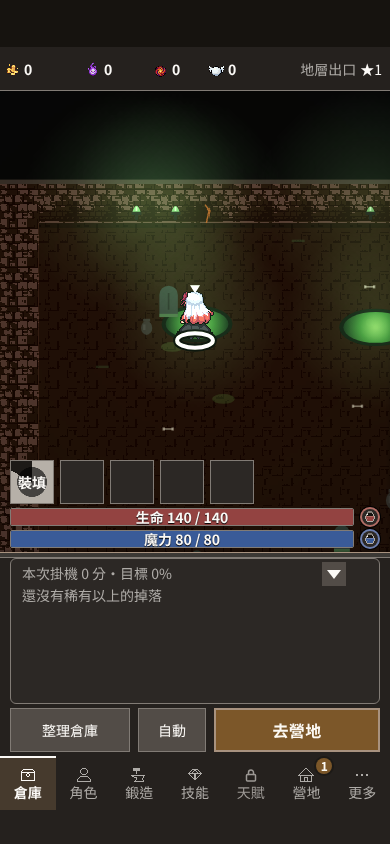 0 0 0 0 地層出口 ★1
裝填
生命 140 / 140
魔力 80 / 80
本次掛機 0 分・目標 0%
還沒有稀有以上的掉落
整理倉庫 自動 去營地
1
倉庫 角色 鍛造 技能 天賦 營地 更多